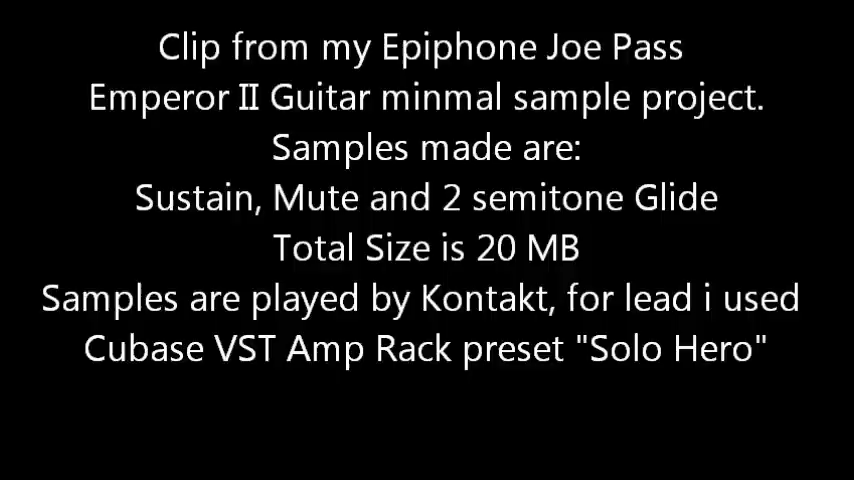 Clip from my Epiphone Joe Pass
Emperor II Guitar minmal sample project.
Samples made are:
Sustain, Mute and 2 semitone Glide
Total Size is 20 MB
Samples are played by Kontakt, for lead i used
Cubase VST Amp Rack preset "Solo Hero"